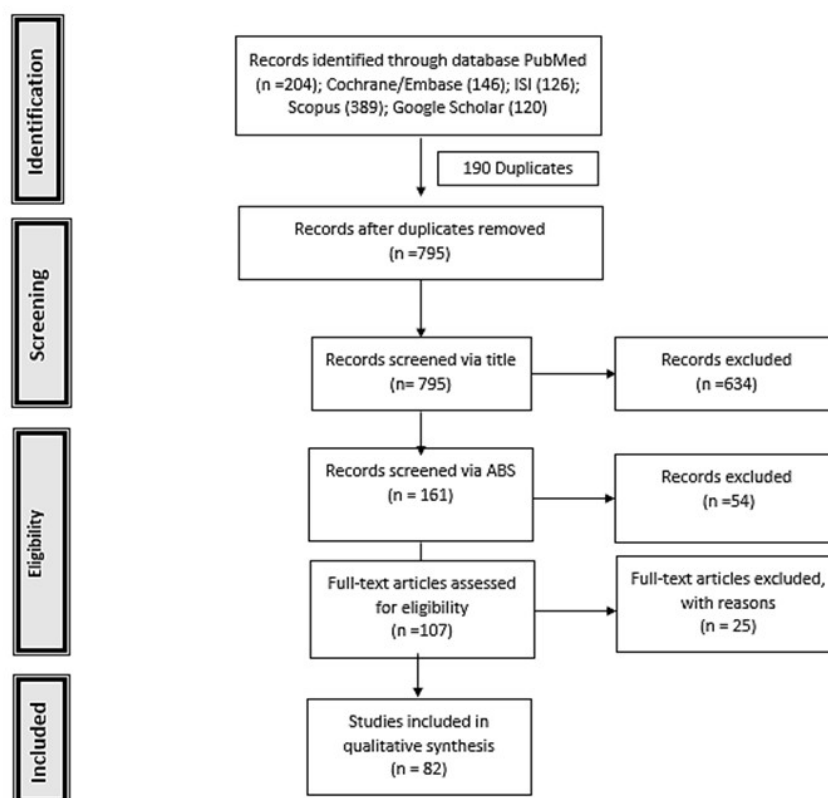 Identification
Records identified through database PubMed
(n =204); Cochrane/Embase (146); ISI (126);
Scopus (389); Google Scholar (120)
190 Duplicates
Screening
Records after duplicates removed
(n =795)
Records screened via title
(n= 795)
Records excluded
(n =634)
Eligibility
Records screened via ABS
(n = 161)
Records excluded
(n =54)
Full-text articles assessed
for eligibility
(n =107)
Full-text articles excluded,
with reasons
(n = 25)
Included
Studies included in
qualitative synthesis
(n = 82)